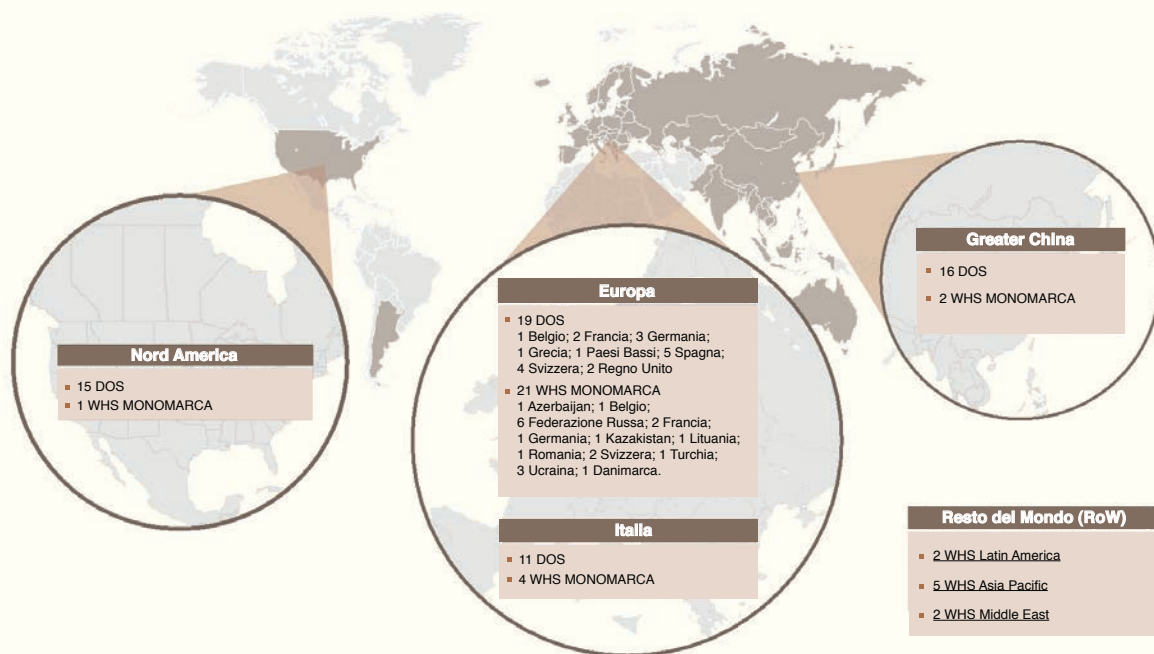 Nord America
15 DOS
1 WHS MONOMARCA
Europa
19 DOS
1 Belgio; 2 Francia; 3 Germania;
1 Grecia; 1 Paesi Bassi; 5 Spagna;
4 Svizzera; 2 Regno Unito
21 WHS MONOMARCA
1 Azerbaijan; 1 Belgio;
6 Federazione Russa; 2 Francia;
1 Germania; 1 Kazakistan; 1 Lituania;
1 Romania; 2 Svizzera; 1 Turchia;
3 Ucraina; 1 Danimarca.
Italia
11 DOS
4 WHS MONOMARCA
Greater China
16 DOS
2 WHS MONOMARCA
Resto del Mondo (RoW)
2 WHS Latin America
5 WHS Asia Pacific
2 WHS Middle East